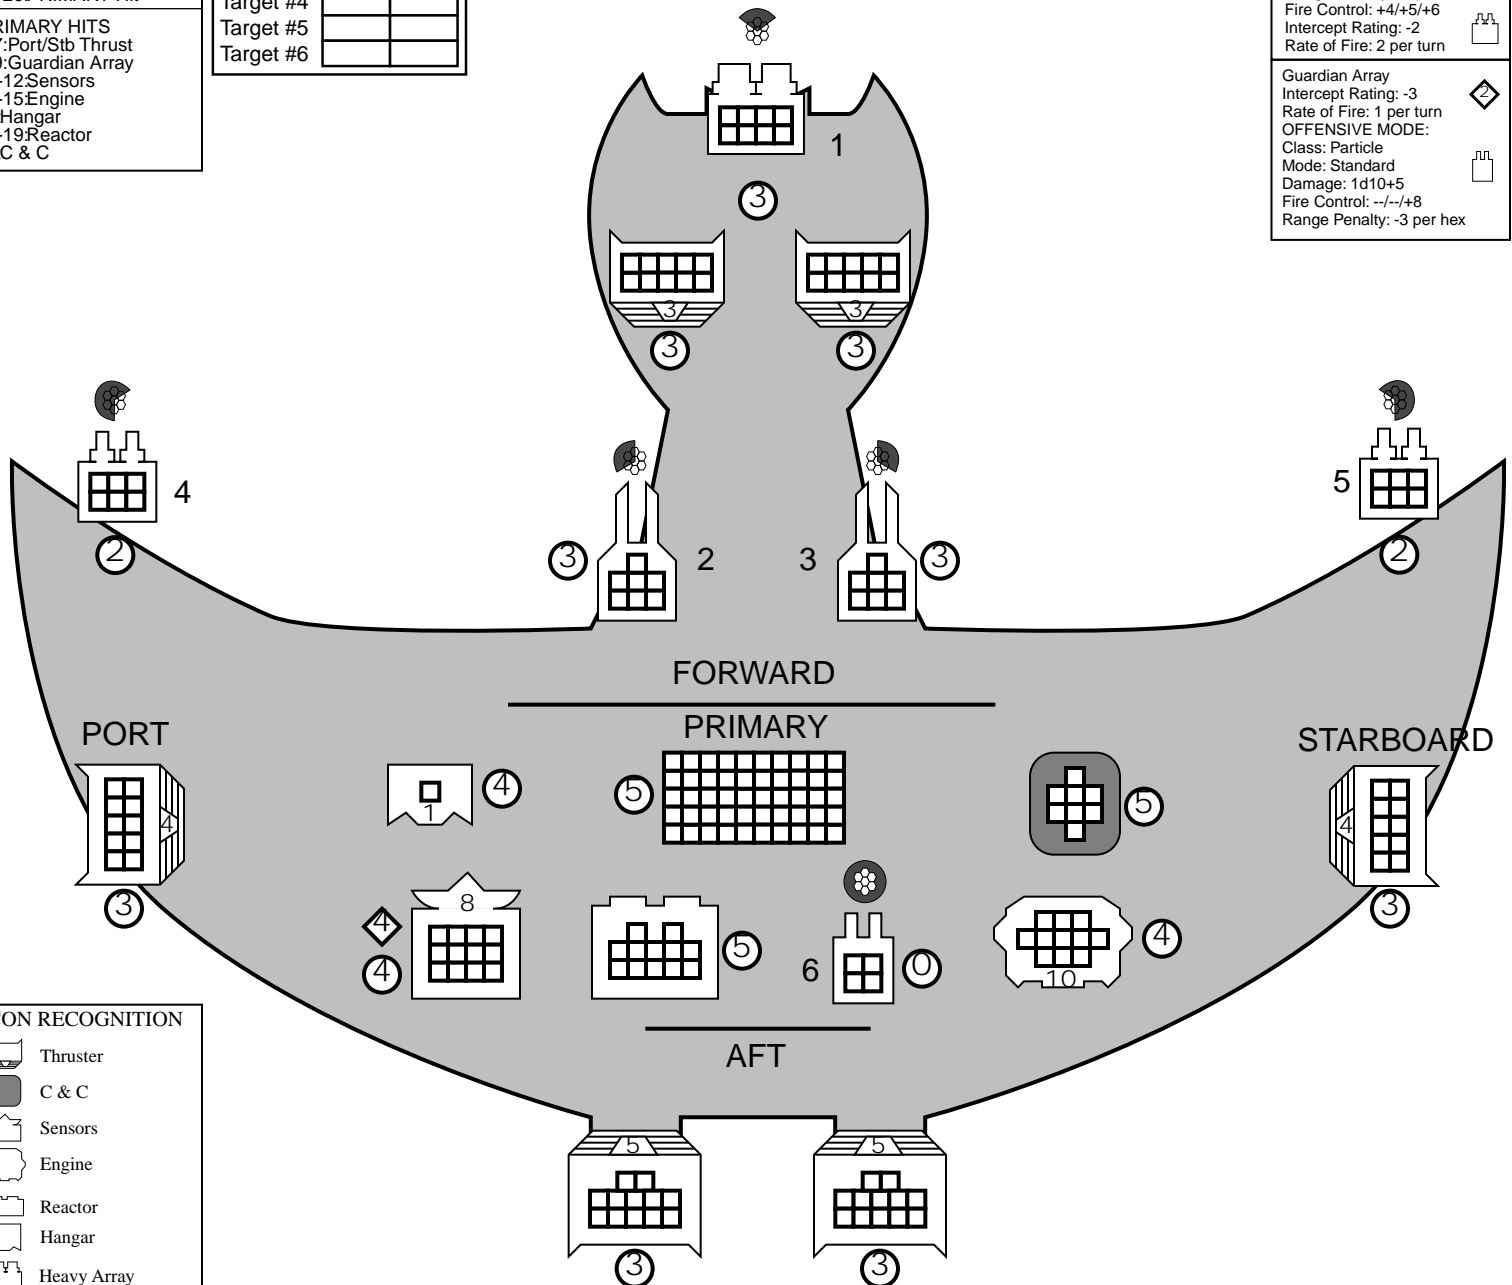 Target #4
Target #5
Target #6
RIMARY HITS
7:Port/Stb Thrust
9:Guardian Array
-12:Sensors
-15:Engine
:Hangar
-19:Reactor
:C & C
Fire Control: +4/+5/+6
Intercept Rating: -2
Rate of Fire: 2 per turn
Guardian Array
Intercept Rating: -3
Rate of Fire: 1 per turn
OFFENSIVE MODE:
Class: Particle
Mode: Standard
Damage: 1d10+5
Fire Control: --/--/+8
Range Penalty: -3 per hex
2
1
3
3
3
3
3
4
5
2
2
3
2
3
3
FORWARD
PRIMARY
PORT
STARBOARD
1
4
5
5
4
4
3
3
8
4
4
5
6
0
10
4
AFT
5
5
3
3
CON RECOGNITION
Thruster
C & C
Sensors
Engine
Reactor
Hangar
Heavy Array